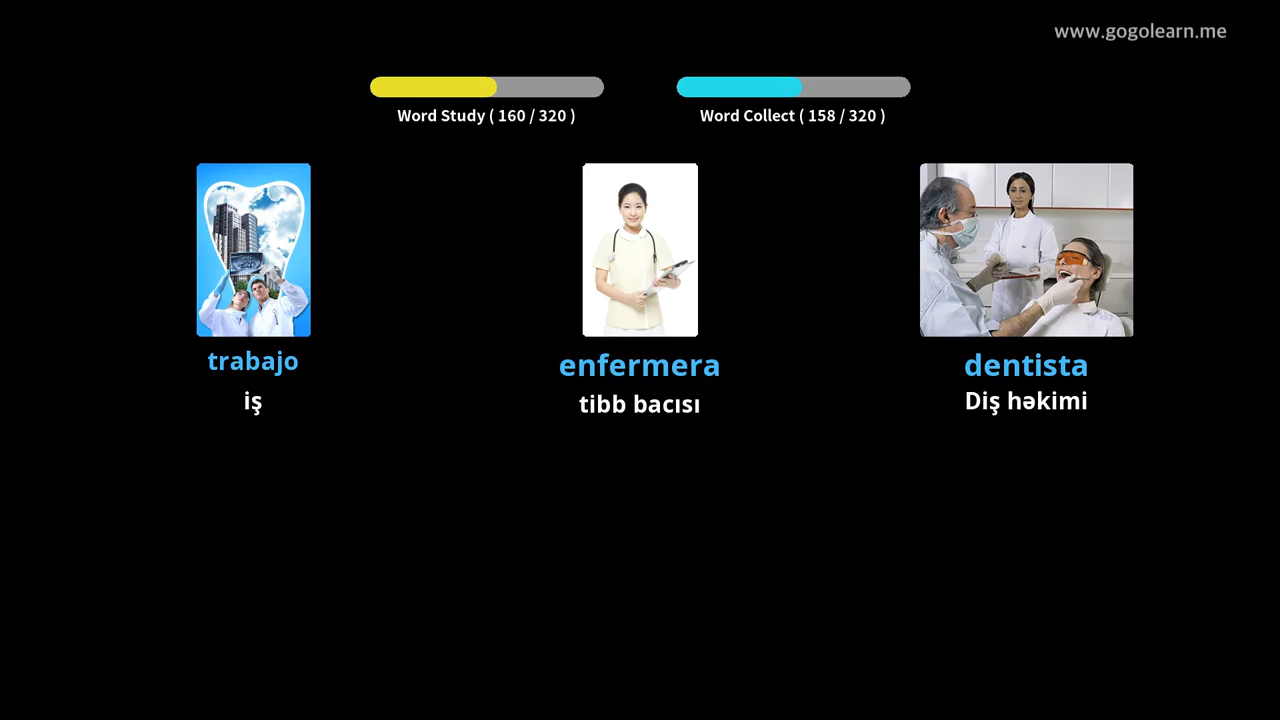 www.gogolearn.me
Word Study ( 160 / 320 )
Word Collect ( 158 / 320 )
trabajo
iş
enfermera
tibb bacısı
dentista
Diş həkimi